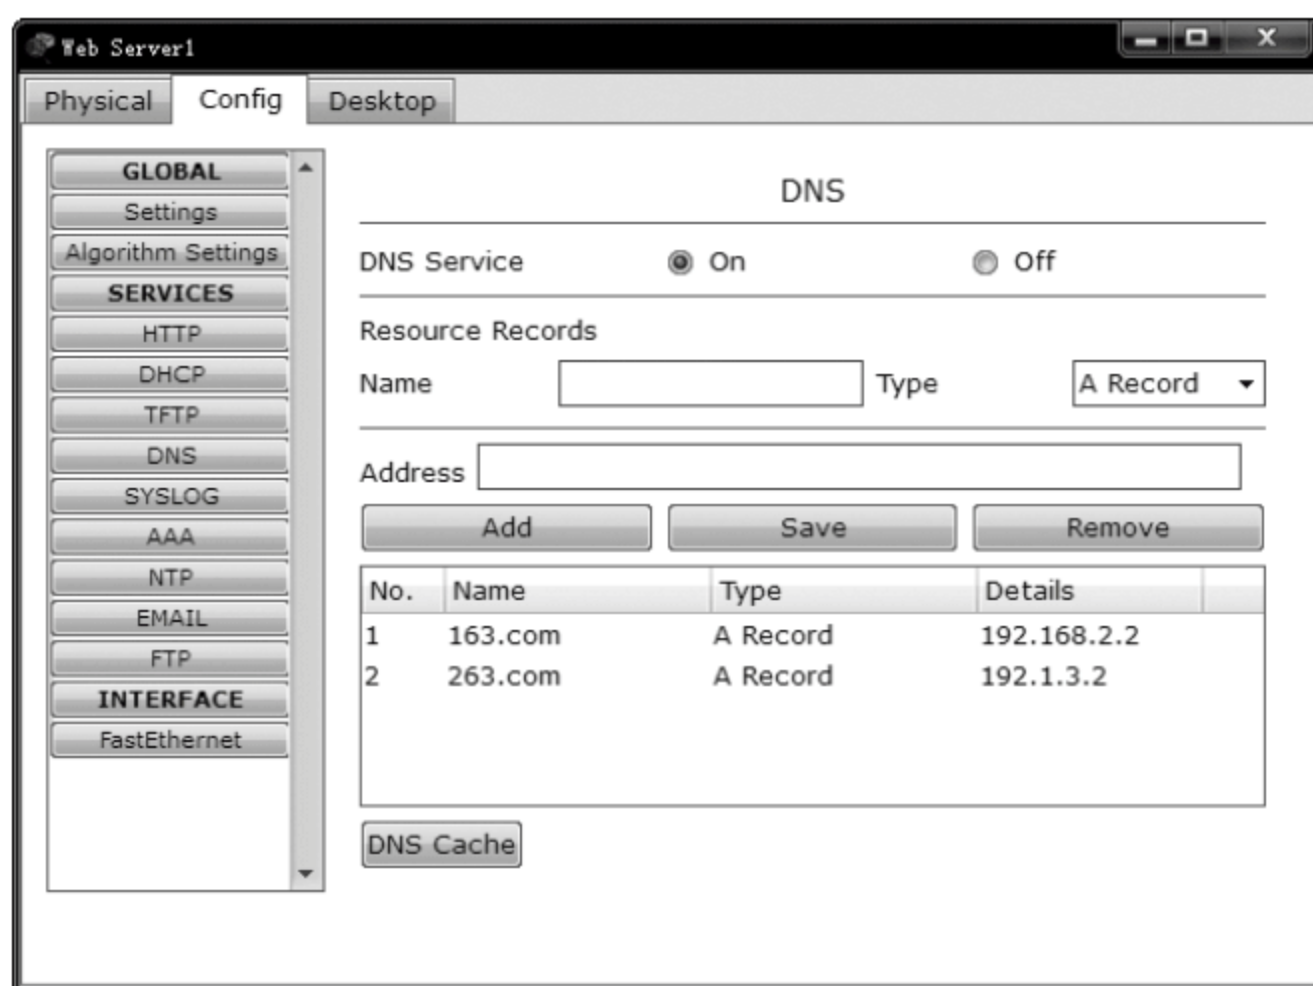 Web Server1
X
Physical Config Desktop
GLOBAL
Settings
Algorithm Settings
SERVICES
HTTP
DHCP
TFTP
DNS
SYSLOG
AAA
NTP
EMAIL
FTP
INTERFACE
FastEthernet
DNS
DNS Service On Off
Resource Records
Name Type A Record
Address
Add Save Remove
No. Name Type Details
1 163.com A Record 192.168.2.2
2 263.com A Record 192.1.3.2
DNS Cache